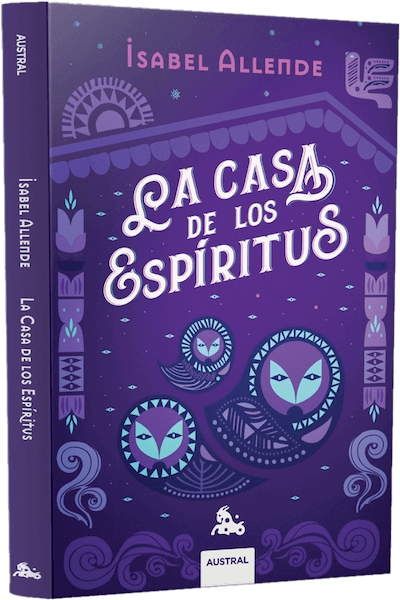 AUSTRAL
ISABEL ALLENDE
LA CASA DE LOS ESPÍRITUS
ISABEL ALLENDE
LA CASA
DE LOS
ESPÍRITUS
AUSTRAL